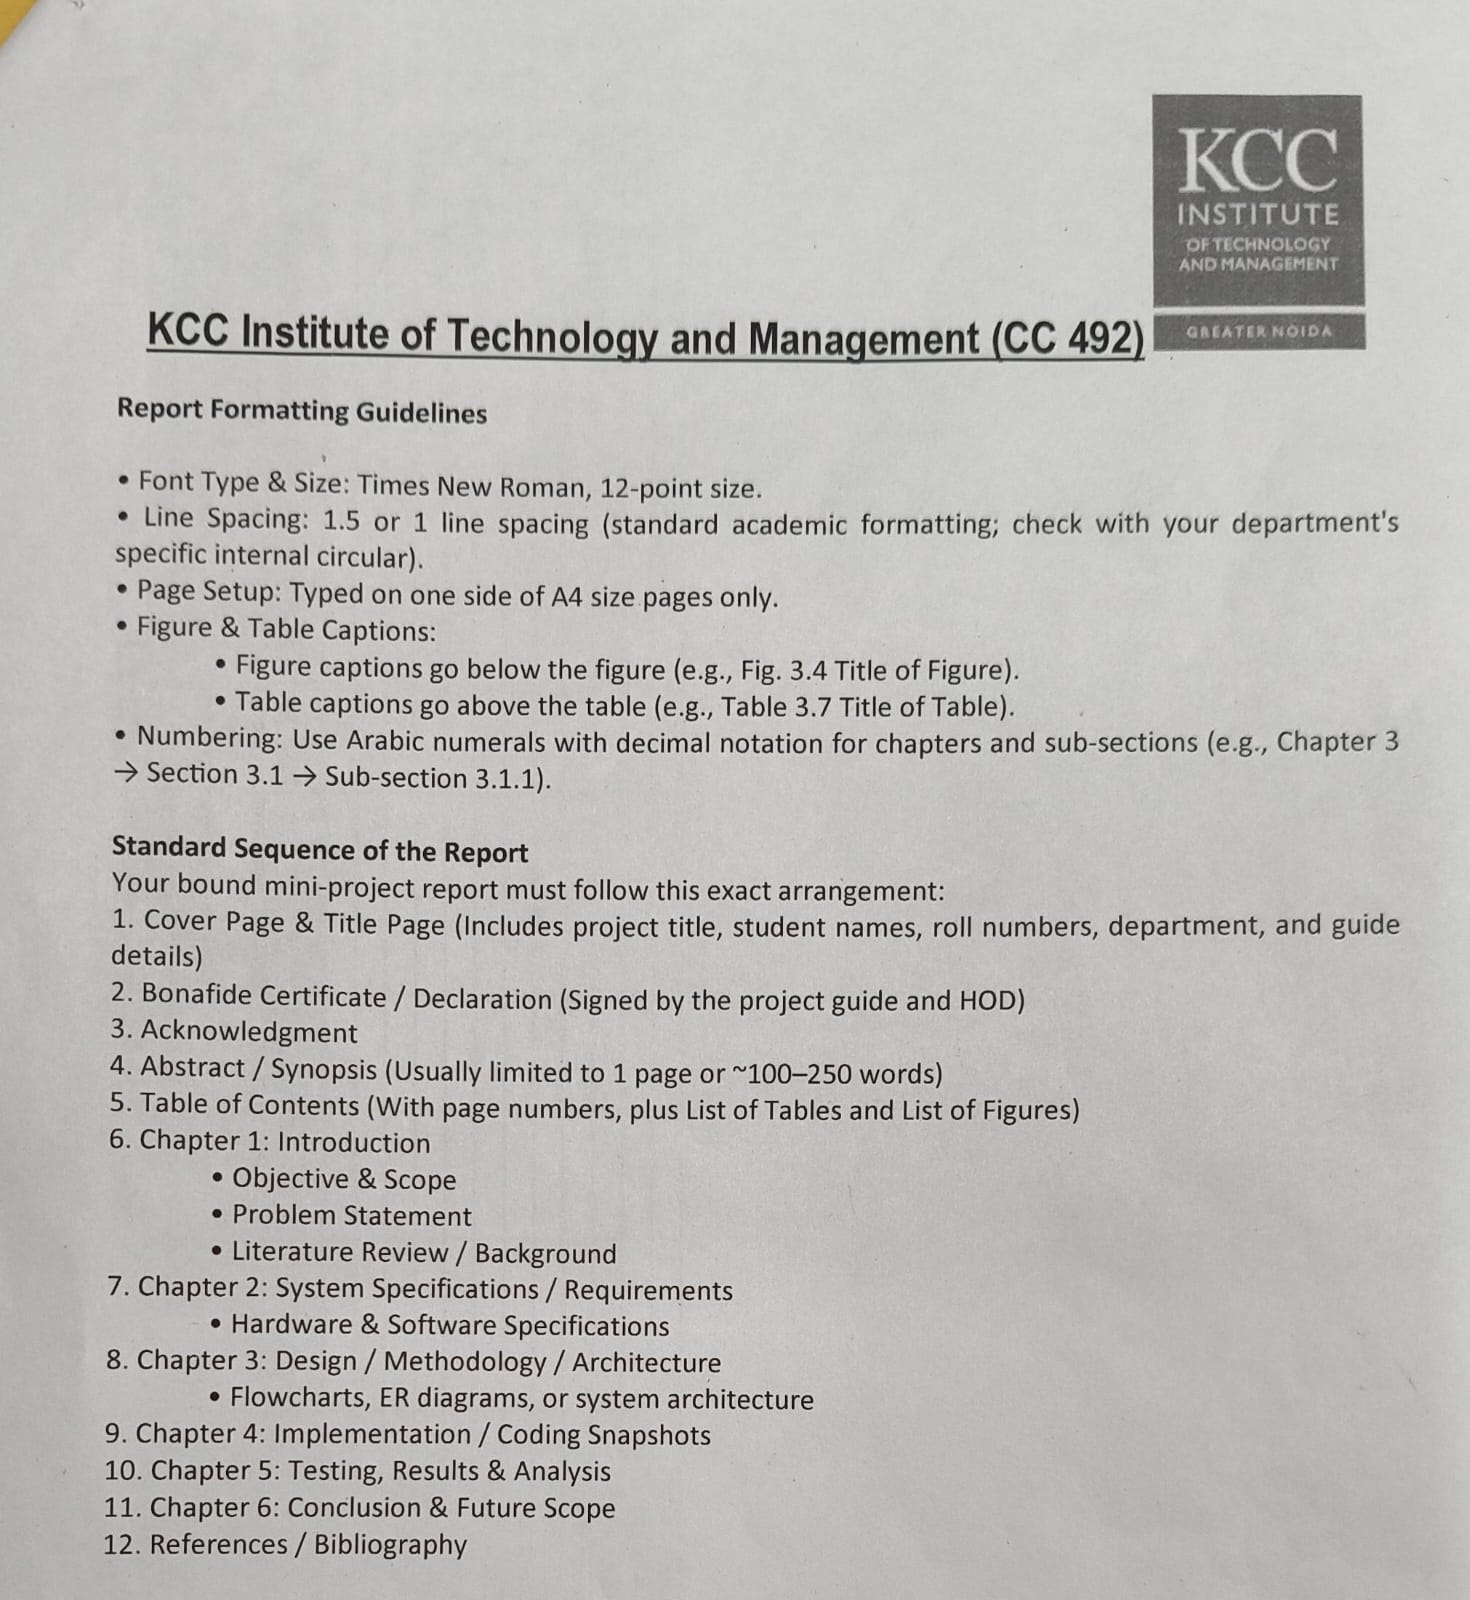 KCC
INSTITUTE
OF TECHNOLOGY
AND MANAGEMENT
GREATER NOIDA
KCC Institute of Technology and Management (CC 492)
Report Formatting Guidelines
• Font Type & Size: Times New Roman, 12-point size.
• Line Spacing: 1.5 or 1 line spacing (standard academic formatting; check with your department's
specific internal circular).
• Page Setup: Typed on one side of A4 size pages only.
• Figure & Table Captions:
• Figure captions go below the figure (e.g., Fig. 3.4 Title of Figure).
• Table captions go above the table (e.g., Table 3.7 Title of Table).
• Numbering: Use Arabic numerals with decimal notation for chapters and sub-sections (e.g., Chapter 3
→ Section 3.1 → Sub-section 3.1.1).
Standard Sequence of the Report
Your bound mini-project report must follow this exact arrangement:
1. Cover Page & Title Page (Includes project title, student names, roll numbers, department, and guide
details)
2. Bonafide Certificate / Declaration (Signed by the project guide and HOD)
3. Acknowledgment
4. Abstract / Synopsis (Usually limited to 1 page or ~100–250 words)
5. Table of Contents (With page numbers, plus List of Tables and List of Figures)
6. Chapter 1: Introduction
• Objective & Scope
• Problem Statement
• Literature Review / Background
7. Chapter 2: System Specifications / Requirements
• Hardware & Software Specifications
8. Chapter 3: Design / Methodology / Architecture
• Flowcharts, ER diagrams, or system architecture
9. Chapter 4: Implementation / Coding Snapshots
10. Chapter 5: Testing, Results & Analysis
11. Chapter 6: Conclusion & Future Scope
12. References / Bibliography